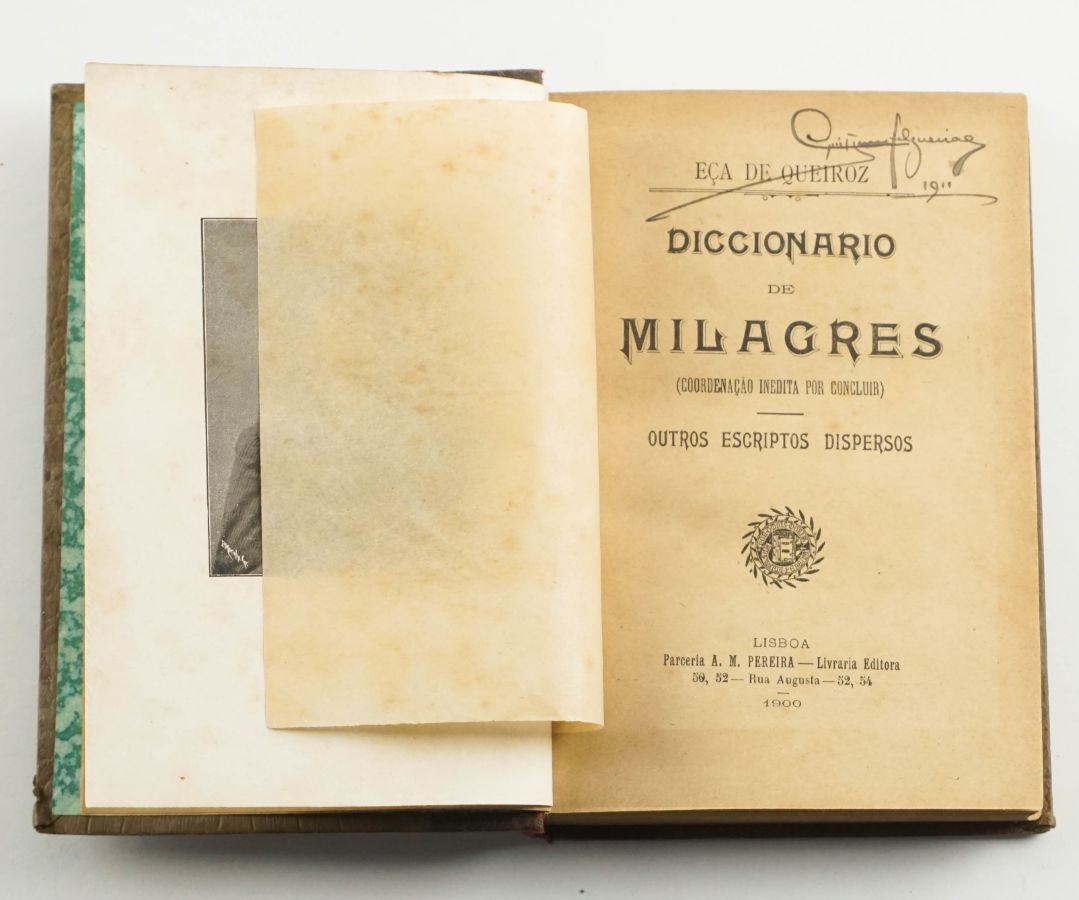 EÇA DE QUEIROZ
1911
DICCIONARIO
DE
MILAGRES
(COORDENAÇÃO INEDITA POR CONCLUIR)
OUTROS ESCRIPTOS DISPERSOS
LISBOA
Parceria A. M. PEREIRA — Livraria Editora
50, 52 — Rua Augusta — 52, 54
1900